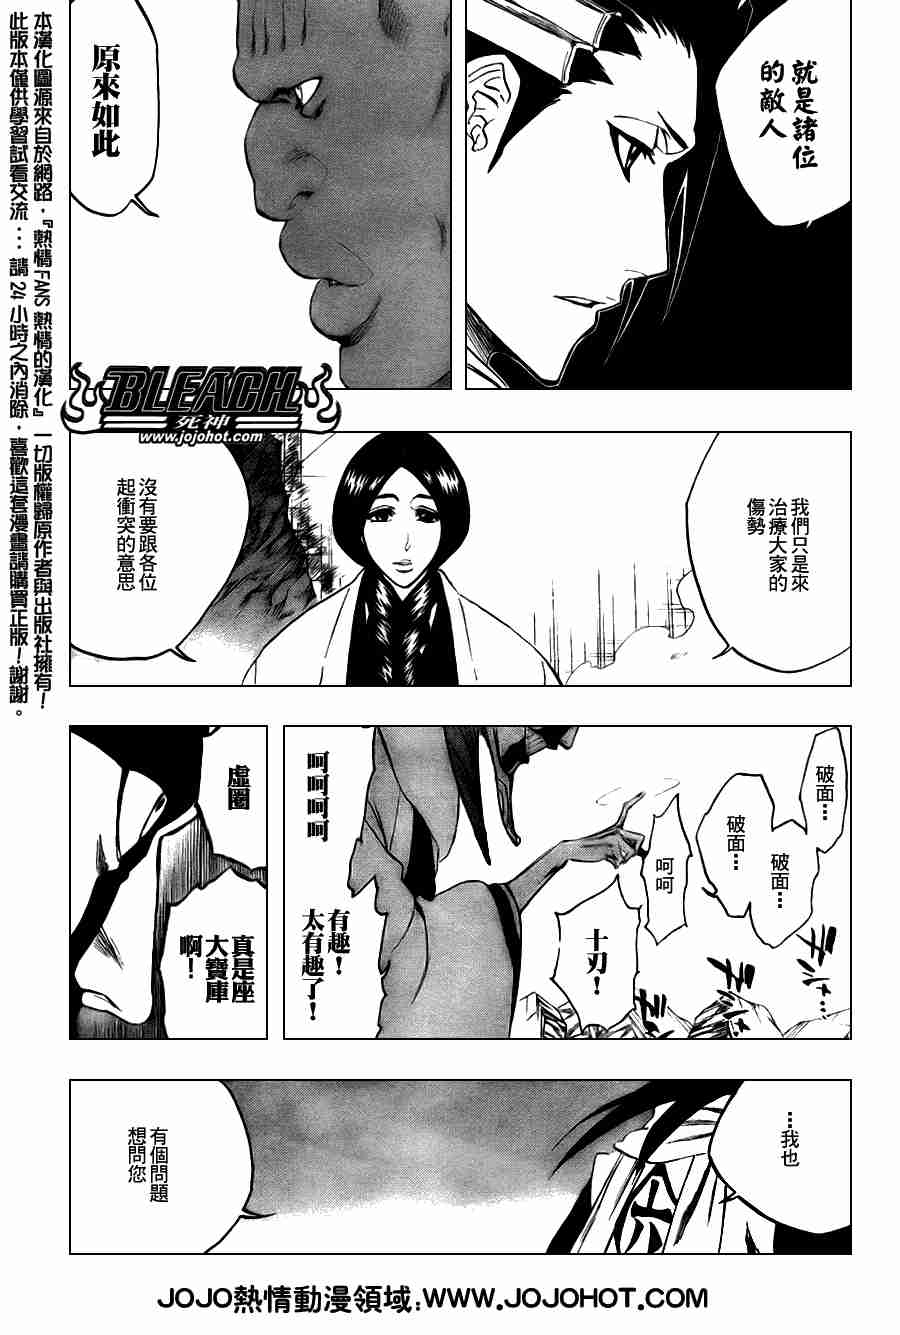 就是諸位
的敵人
原來如此
我們只是來
治療大家的
傷勢
沒有要跟各位
起衝突的意思
破面…
破面…
破面…
呵呵
十刃！
呵呵呵呵
有趣！
太有趣了！
虛圈
真是座
大寶庫
啊！
…我也
有個問題
想問您
本漢化圖源來自於網路．『熱情FANS 熱情的漢化』一切版權歸原作者與出版社擁有！
此版本僅供學習試看交流… 請 24 小時之內消除．喜歡這套漫畫請購買正版！謝謝。
BLEACH
死神
www.jojohot.com
JOJO熱情動漫領域:WWW.JOJOHOT.COM